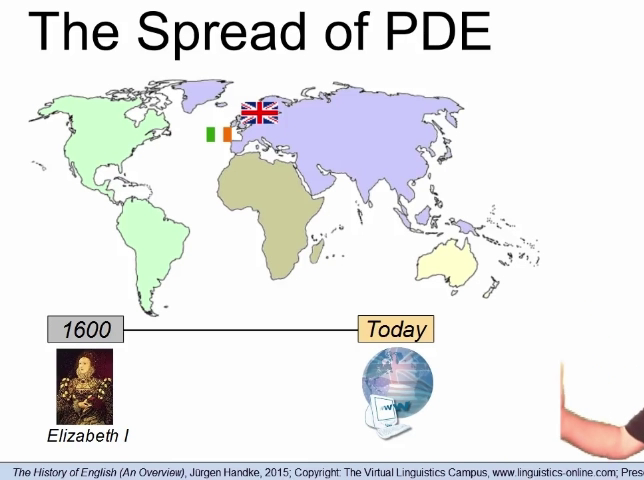 The Spread of PDE
1600
Today
Elizabeth I
The History of English (An Overview), Jürgen Handke, 2015; Copyright: The Virtual Linguistics Campus, www.linguistics-online.com; Pres